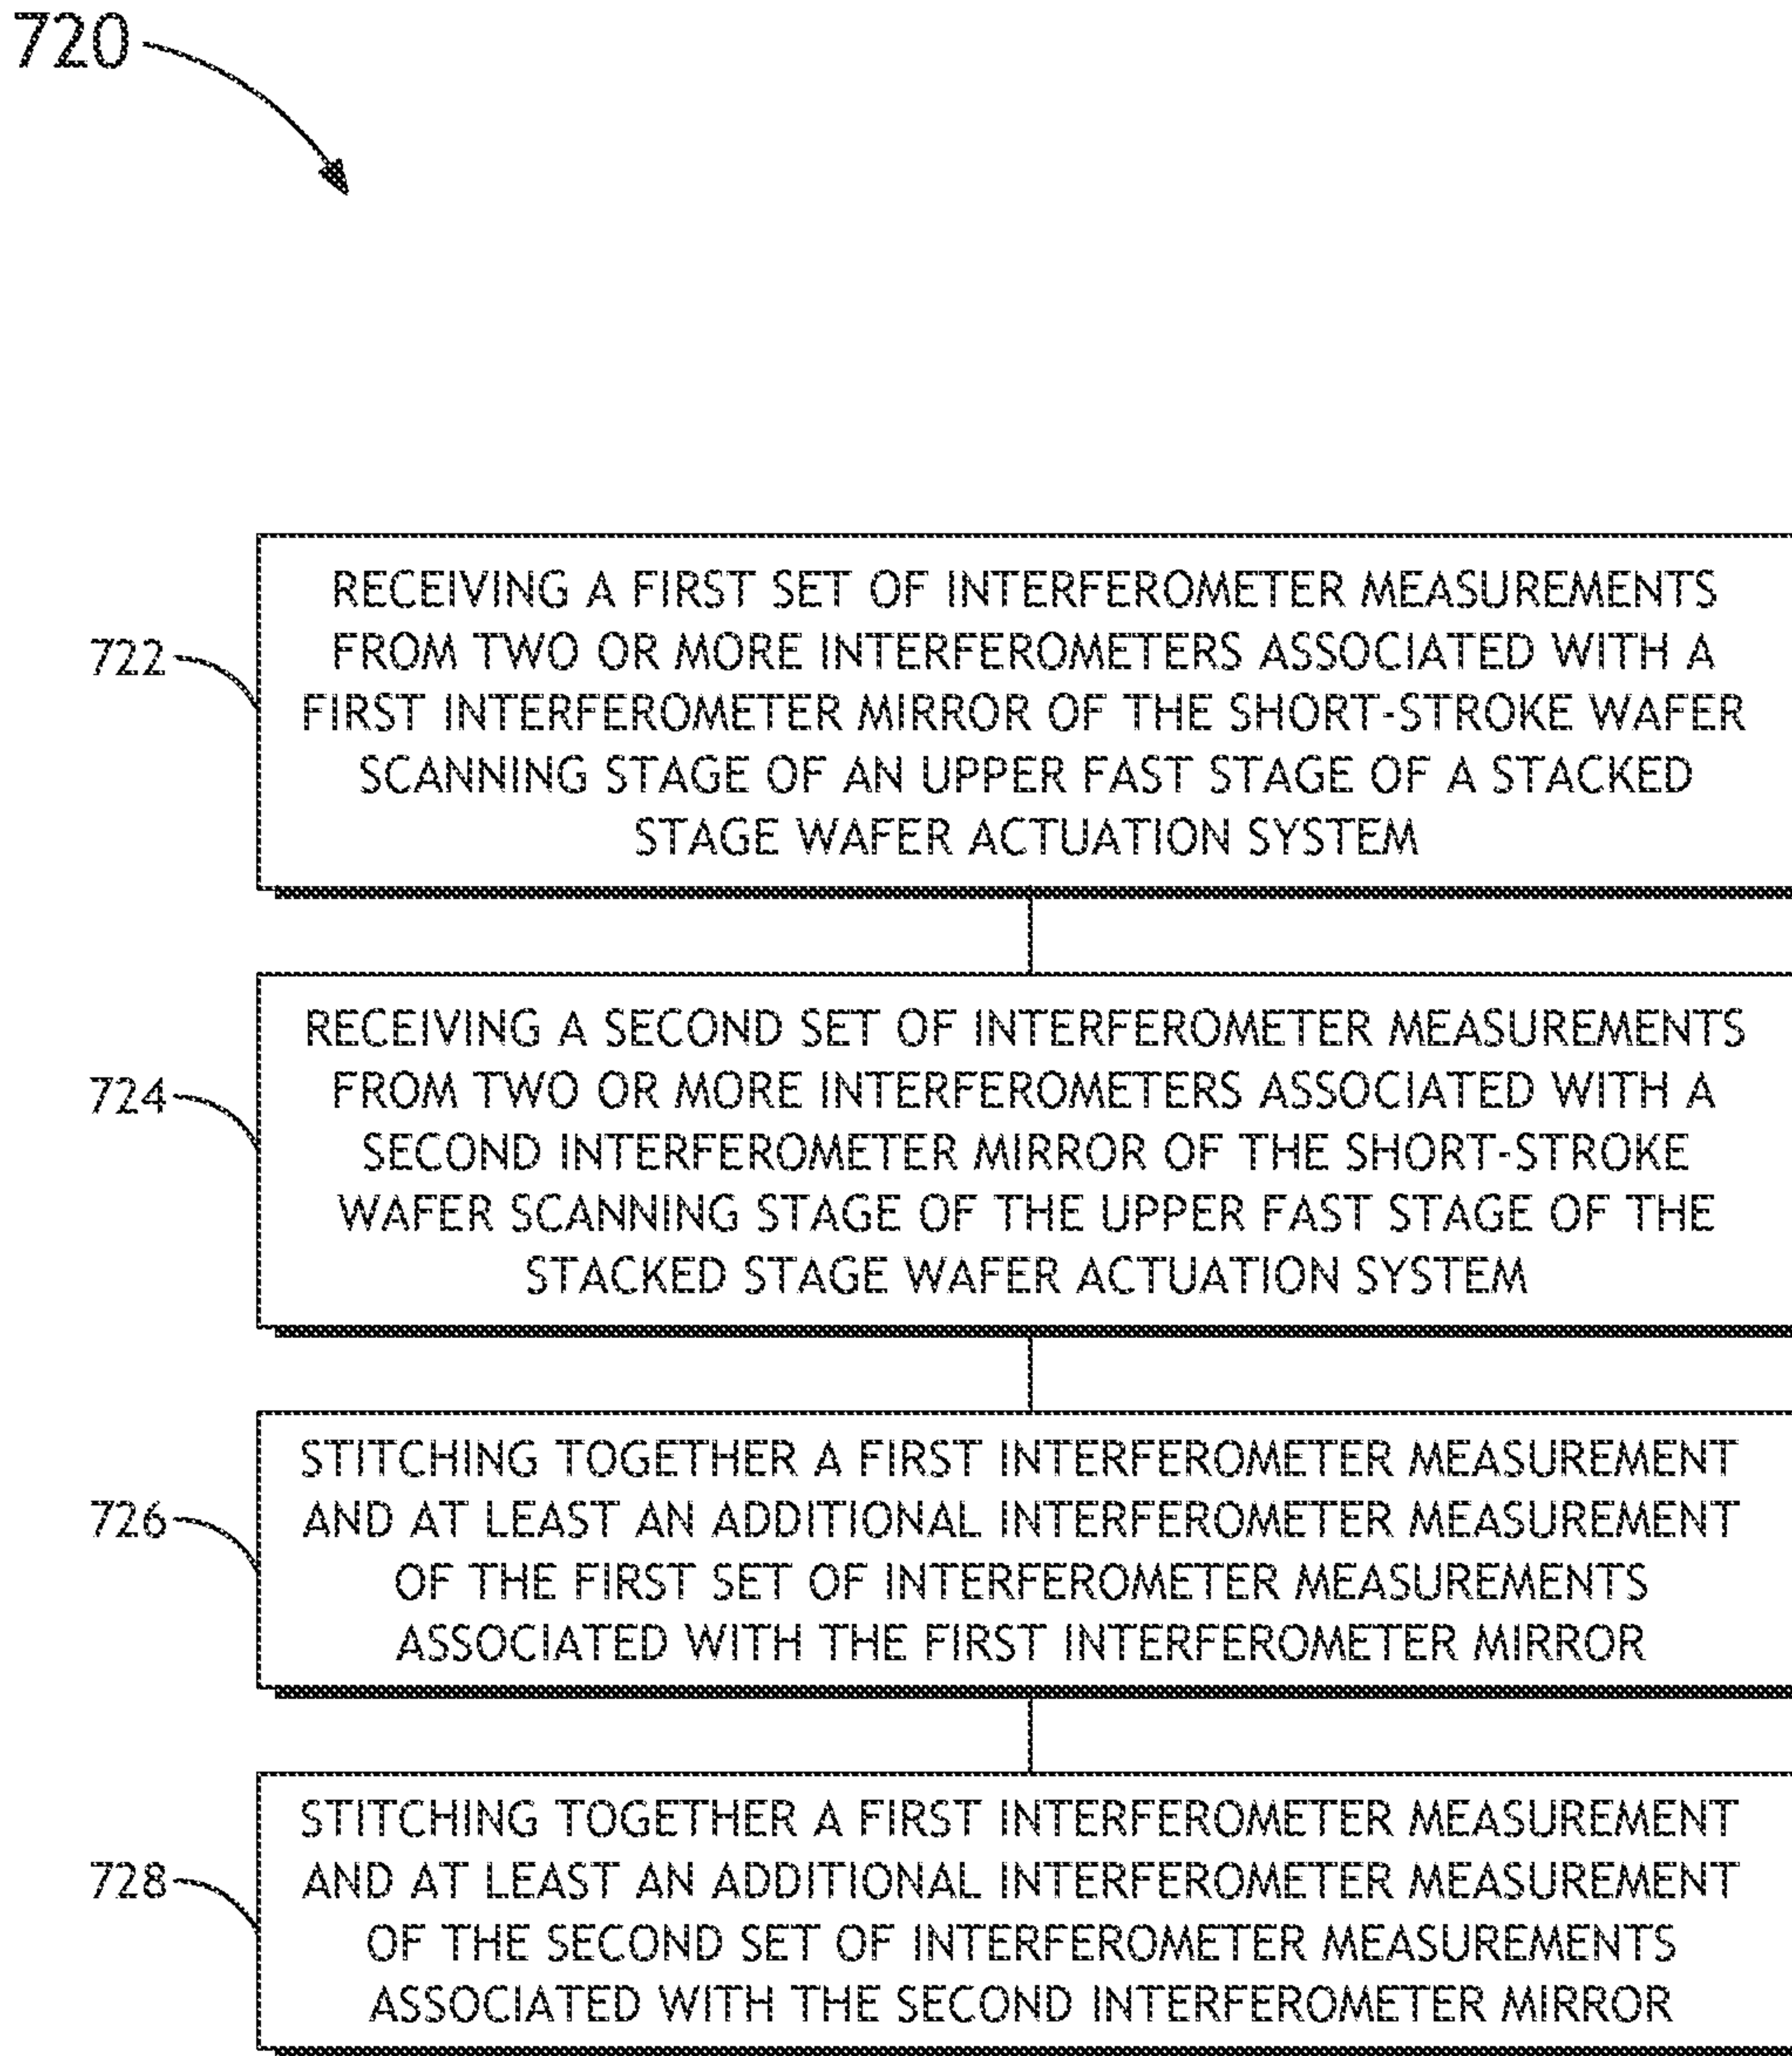 720
RECEIVING A FIRST SET OF INTERFEROMETER MEASUREMENTS
FROM TWO OR MORE INTERFEROMETERS ASSOCIATED WITH A
722
FIRST INTERFEROMETER MIRROR OF THE SHORT-STROKE WAFER
SCANNING STAGE OF AN UPPER FAST STAGE OF A STACKED
STAGE WAFER ACTUATION SYSTEM
RECEIVING A SECOND SET OF INTERFEROMETER MEASUREMENTS
FROM TWO OR MORE INTERFEROMETERS ASSOCIATED WITH A
724
SECOND INTERFEROMETER MIRROR OF THE SHORT-STROKE
WAFER SCANNING STAGE OF THE UPPER FAST STAGE OF THE
STACKED STAGE WAFER ACTUATION SYSTEM
STITCHING TOGETHER A FIRST INTERFEROMETER MEASUREMENT
AND AT LEAST AN ADDITIONAL INTERFEROMETER MEASUREMENT
726
OF THE FIRST SET OF INTERFEROMETER MEASUREMENTS
ASSOCIATED WITH THE FIRST INTERFEROMETER MIRROR
STITCHING TOGETHER A FIRST INTERFEROMETER MEASUREMENT
AND AT LEAST AN ADDITIONAL INTERFEROMETER MEASUREMENT
728
OF THE SECOND SET OF INTERFEROMETER MEASUREMENTS
ASSOCIATED WITH THE SECOND INTERFEROMETER MIRROR